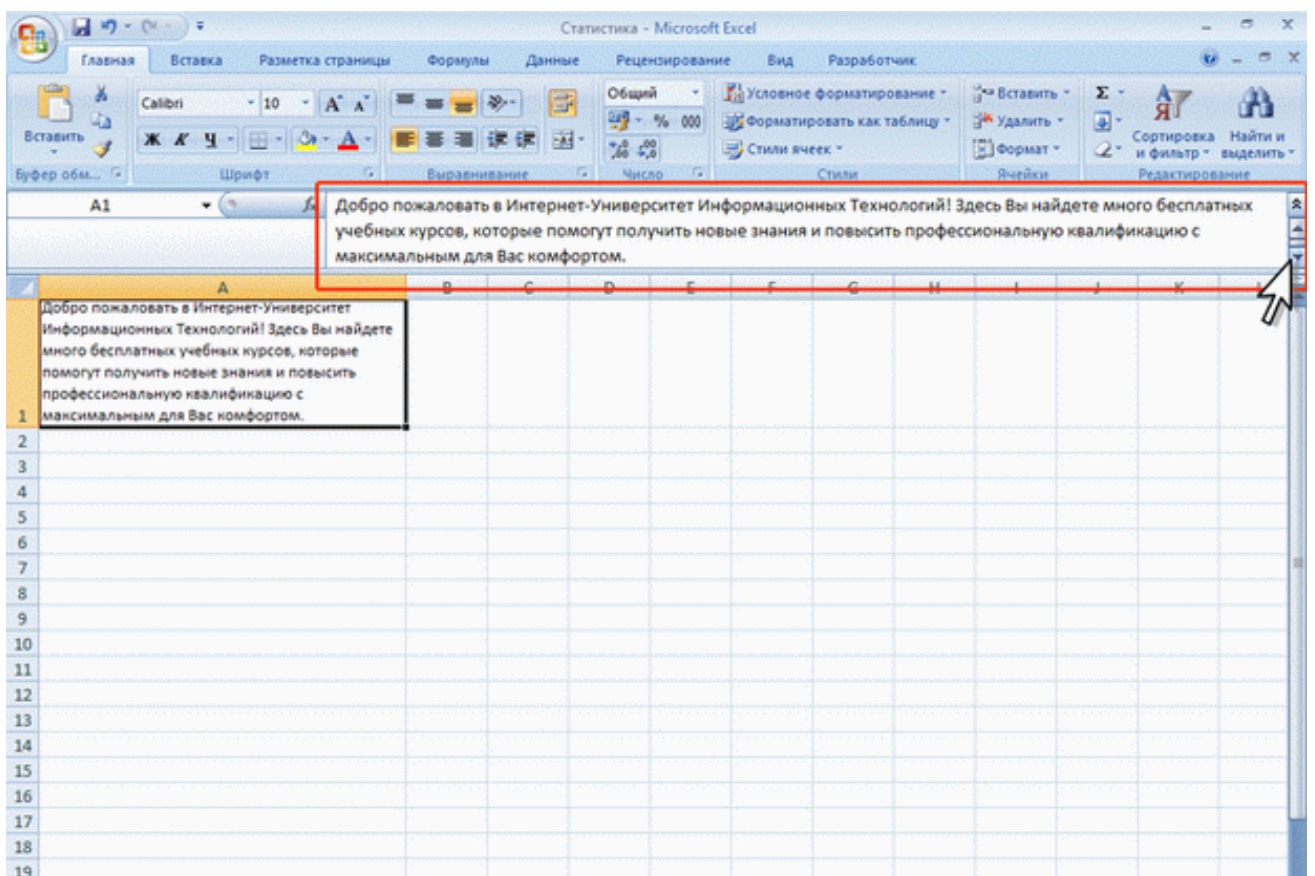 Статистика - Microsoft Excel
Главная Вставка Разметка страницы Формулы Данные Рецензирование Вид Разработчик
Calibri 10 А А Общий Условное форматирование Вставить Σ
Вставить Ж К Ч А % 000 Форматировать как таблицу Удалить Сортировка и фильтр Найти и выделить
Стили ячеек Формат
Буфер обм... Шрифт Выравнивание Число Стили Ячейки Редактирование
A1 fx Добро пожаловать в Интернет-Университет Информационных Технологий! Здесь Вы найдете много бесплатных
учебных курсов, которые помогут получить новые знания и повысить профессиональную квалификацию с
максимальным для Вас комфортом.
A B C D E F G H I J K
Добро пожаловать в Интернет-Университет
Информационных Технологий! Здесь Вы найдете
много бесплатных учебных курсов, которые
помогут получить новые знания и повысить
профессиональную квалификацию с
1 максимальным для Вас комфортом.
2
3
4
5
6
7
8
9
10
11
12
13
14
15
16
17
18
19